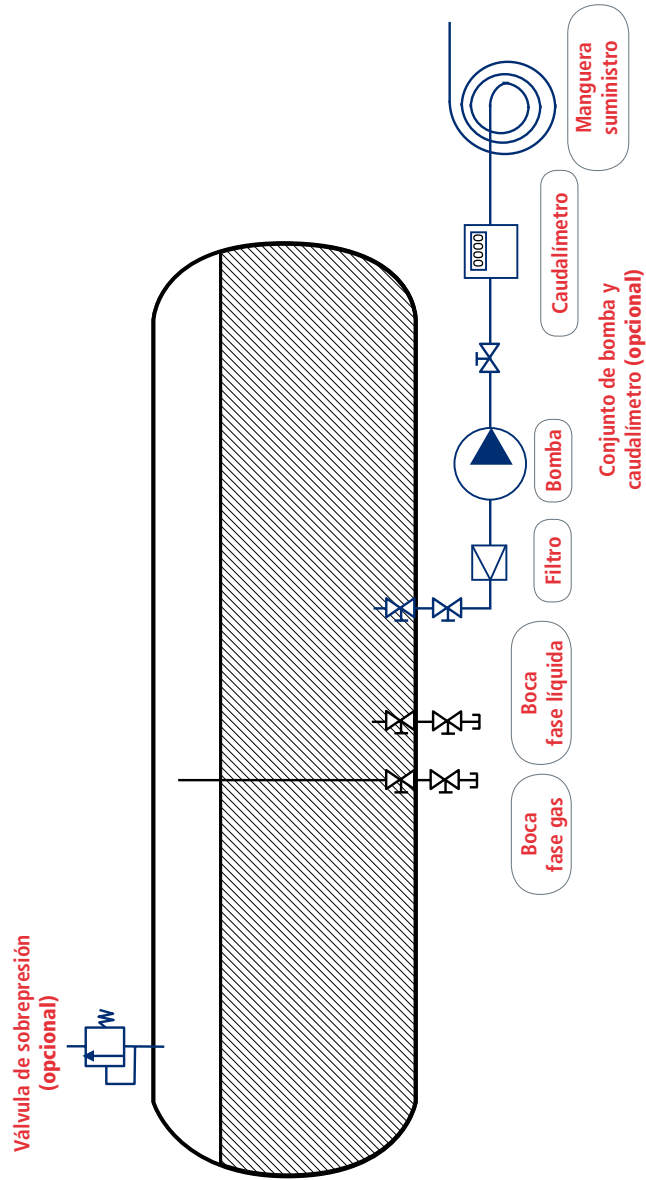 Válvula de sobrepresión
(opcional)
Boca
fase gas
Boca
fase líquida
Filtro
Bomba
Caudalímetro
Manguera
suministro
Conjunto de bomba y
caudalímetro (opcional)
0000